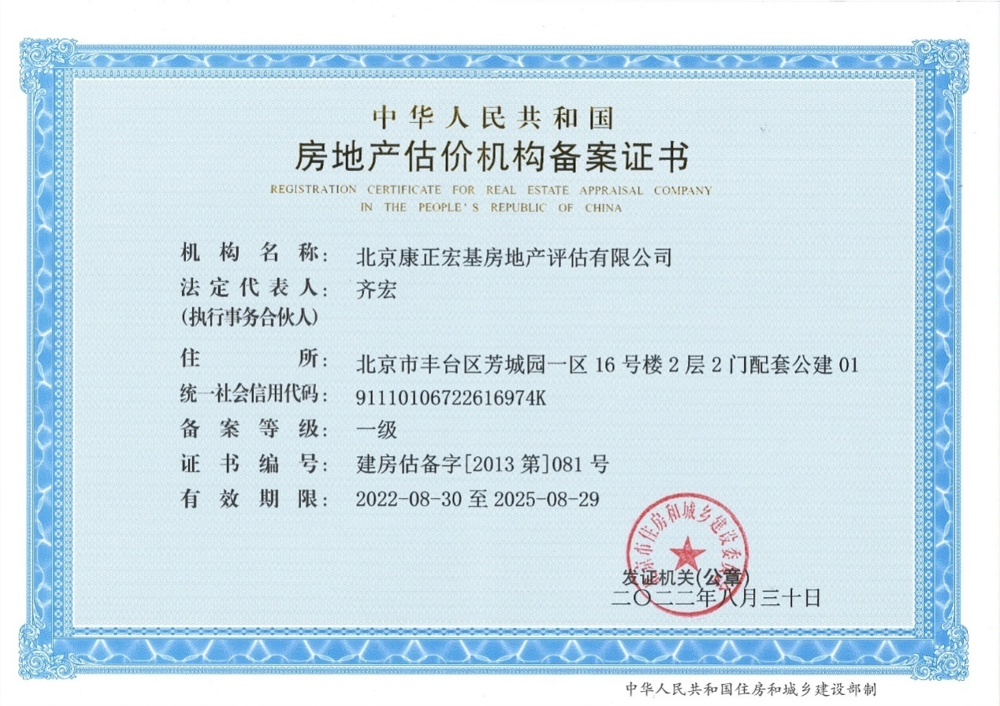 中华人民共和国
房地产估价机构备案证书
REGISTRATION CERTIFICATE FOR REAL ESTATE APPRAISAL COMPANY
IN THE PEOPLE'S REPUBLIC OF CHINA
机构名称: 北京康正宏基房地产评估有限公司
法定代表人: 齐宏
(执行事务合伙人)
住所: 北京市丰台区芳城园一区 16 号楼 2 层 2 门配套公建 01
统一社会信用代码: 91110106722616974K
备案等级: 一级
证书编号: 建房估备字[2013 第]081 号
有效期限: 2022-08-30 至 2025-08-29
北京市住房和城乡建设委员会
发证机关(公章)
二〇二二年八月三十日
中华人民共和国住房和城乡建设部制